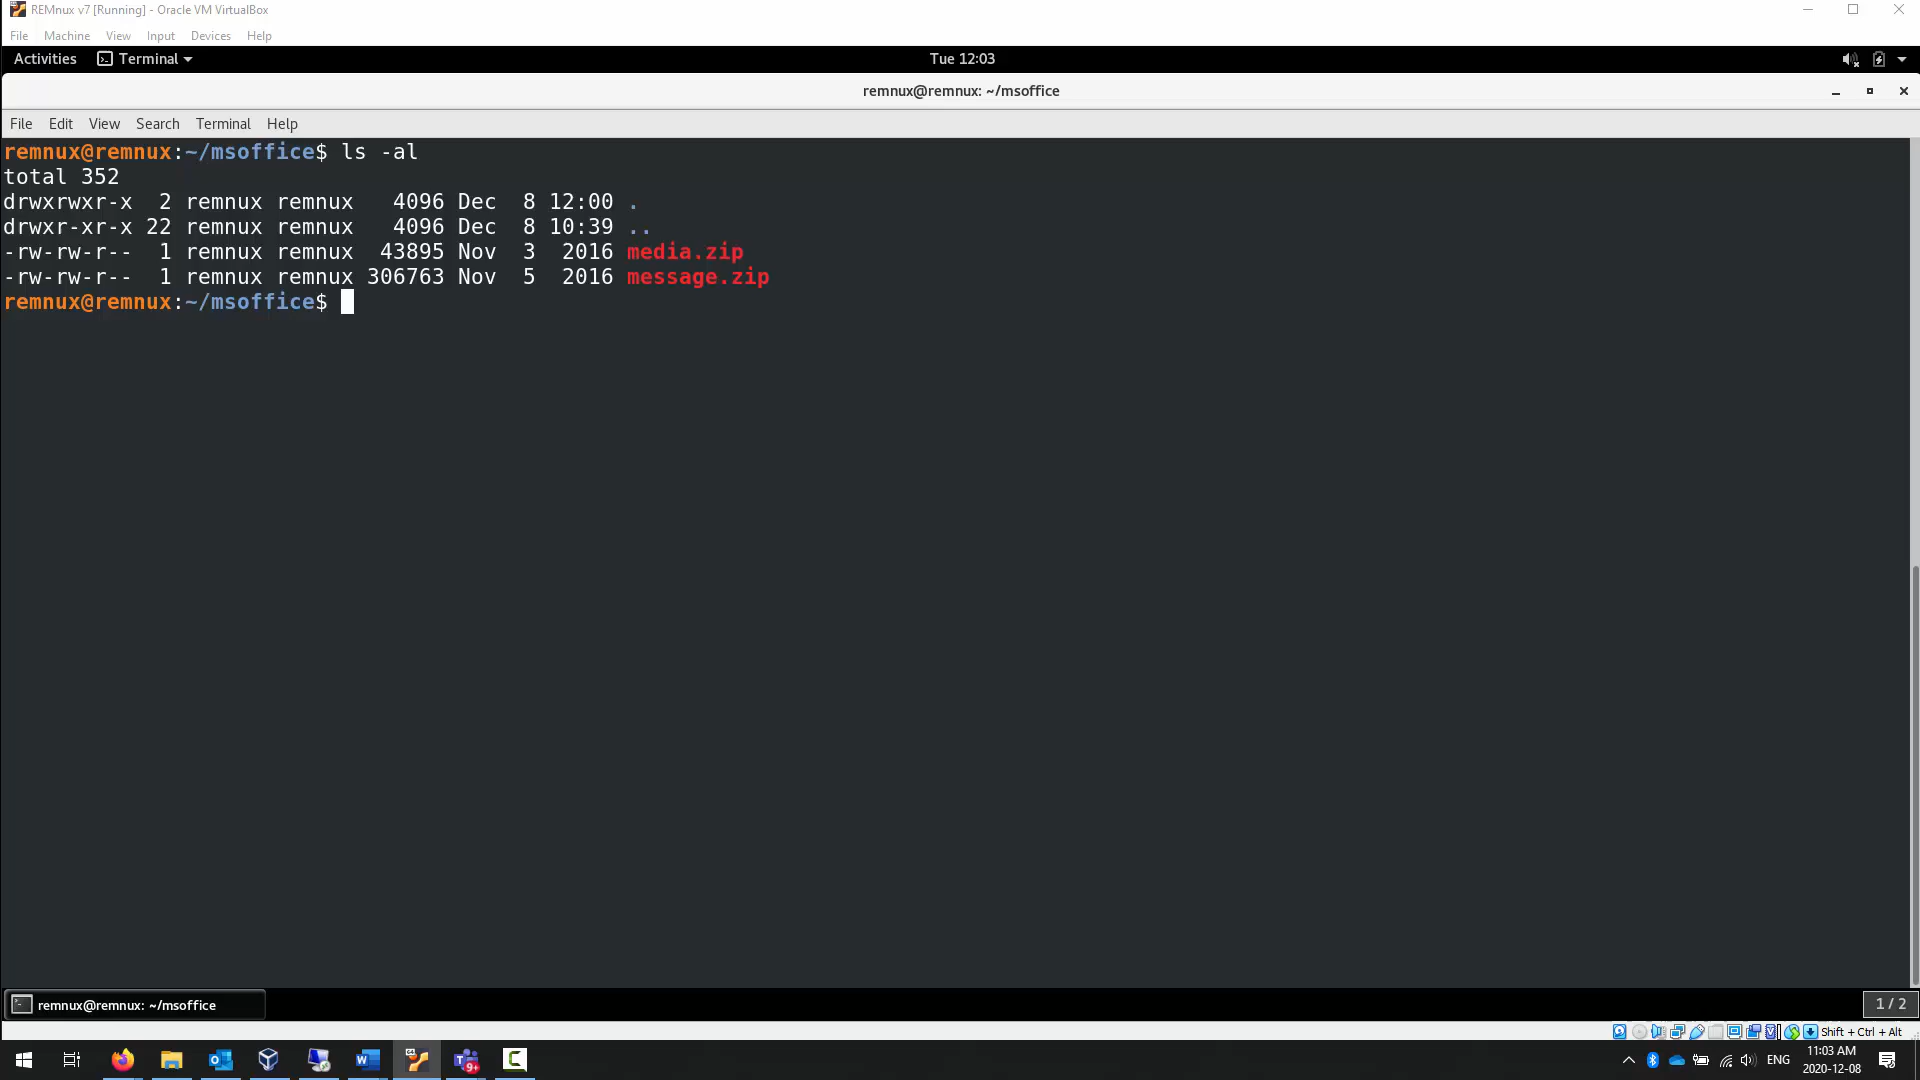 REMnux v7 [Running] - Oracle VM VirtualBox
File Machine View Input Devices Help
Activities Terminal Tue 12:03
remnux@remnux: ~/msoffice
File Edit View Search Terminal Help
remnux@remnux:~/msoffice$ ls -al
total 352
drwxrwxr-x  2 remnux remnux   4096 Dec  8 12:00 .
drwxr-xr-x 22 remnux remnux   4096 Dec  8 10:39 ..
-rw-rw-r--  1 remnux remnux  43895 Nov  3  2016 media.zip
-rw-rw-r--  1 remnux remnux 306763 Nov  5  2016 message.zip
remnux@remnux:~/msoffice$
remnux@remnux: ~/msoffice 1 / 2
Shift + Ctrl + Alt
9+ ENG 11:03 AM
2020-12-08